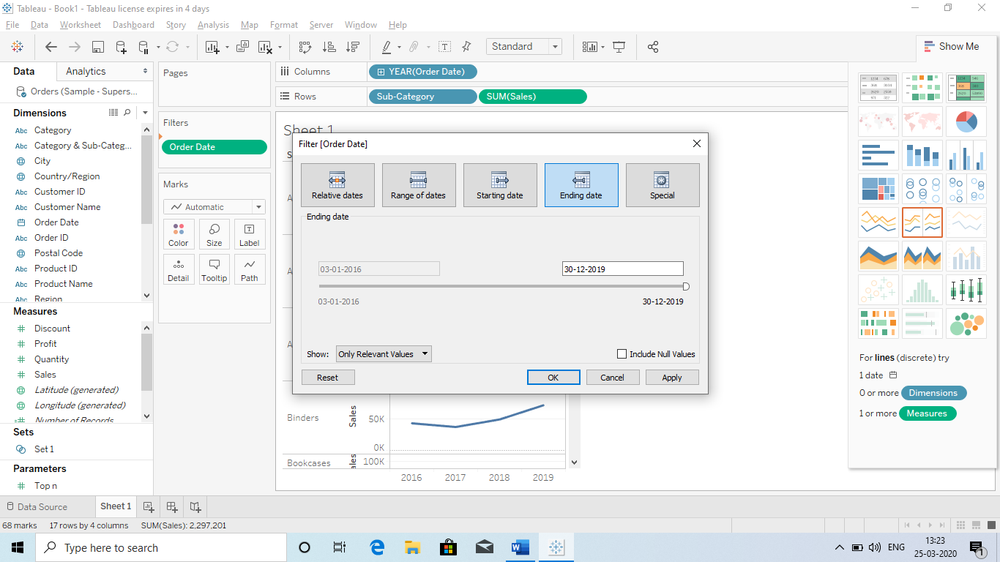 Tableau - Book1 - Tableau license expires in 4 days
File Data Worksheet Dashboard Story Analysis Map Format Server Window Help
Standard
Show Me
Data Analytics
Orders (Sample - Supers...
Dimensions
Abc Category
Abc Category & Sub-Categ...
City
Country/Region
Abc Customer ID
Abc Customer Name
Order Date
Abc Order ID
Postal Code
Abc Product ID
Abc Product Name
Abc Region
Measures
Discount
Profit
Quantity
Sales
Latitude (generated)
Longitude (generated)
Number of Records
Sets
Set 1
Parameters
Top n
Pages
Filters
Order Date
Marks
Automatic
Color Size Label
Detail Tooltip Path
Columns YEAR(Order Date)
Rows Sub-Category SUM(Sales)
Sheet 1
Filter [Order Date]
Relative dates Range of dates Starting date Ending date Special
Ending date
03-01-2016 30-12-2019
03-01-2016 30-12-2019
Show: Only Relevant Values Include Null Values
Reset OK Cancel Apply
Binders Sales 50K
0K
Bookcases 100K
2016 2017 2018 2019
For lines (discrete) try
1 date
0 or more Dimensions
1 or more Measures
Data Source Sheet 1
68 marks 17 rows by 4 columns SUM(Sales): 2,297,201
Type here to search
ENG
13:23
25-03-2020
1